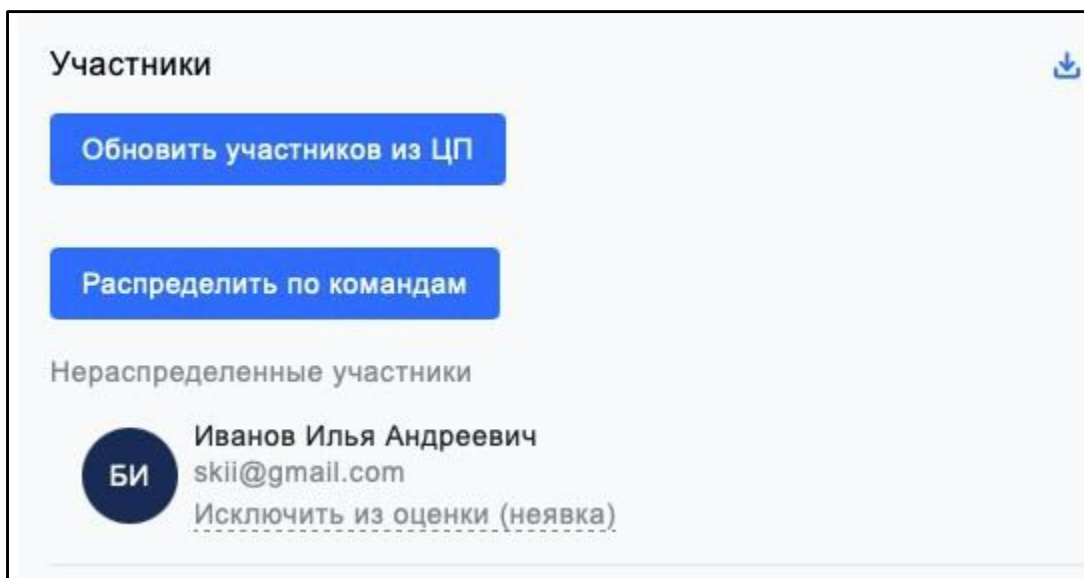 Участники
Обновить участников из ЦП
Распределить по командам
Нераспределенные участники
БИ
Иванов Илья Андреевич
skii@gmail.com
Исключить из оценки (неявка)